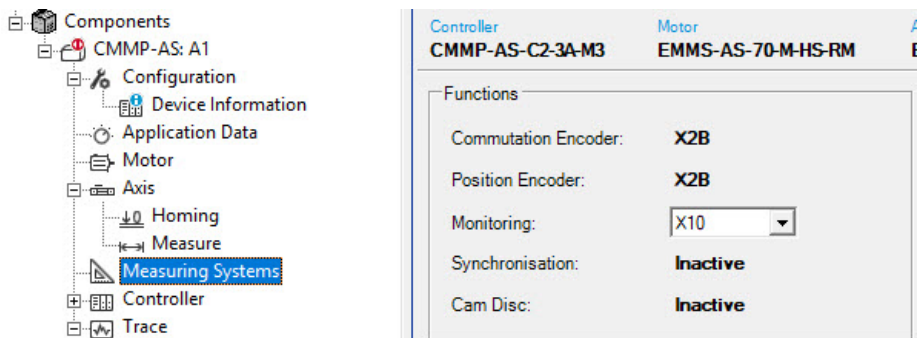 Components
CMMP-AS: A1
Configuration
Device Information
Application Data
Motor
Axis
Homing
Measure
Measuring Systems
Controller
Trace
Controller Motor
CMMP-AS-C2-3A-M3 EMMS-AS-70-M-HS-RM
Functions
Commutation Encoder: X2B
Position Encoder: X2B
Monitoring: X10
Synchronisation: Inactive
Cam Disc: Inactive